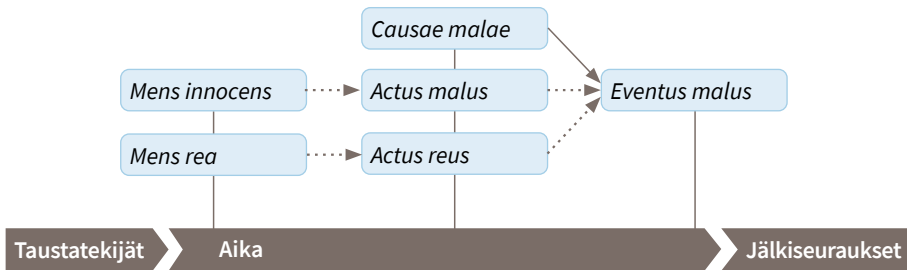 Causae malae
Mens innocens
Actus malus
Eventus malus
Mens rea
Actus reus
Taustatekijät
Aika
Jälkiseuraukset